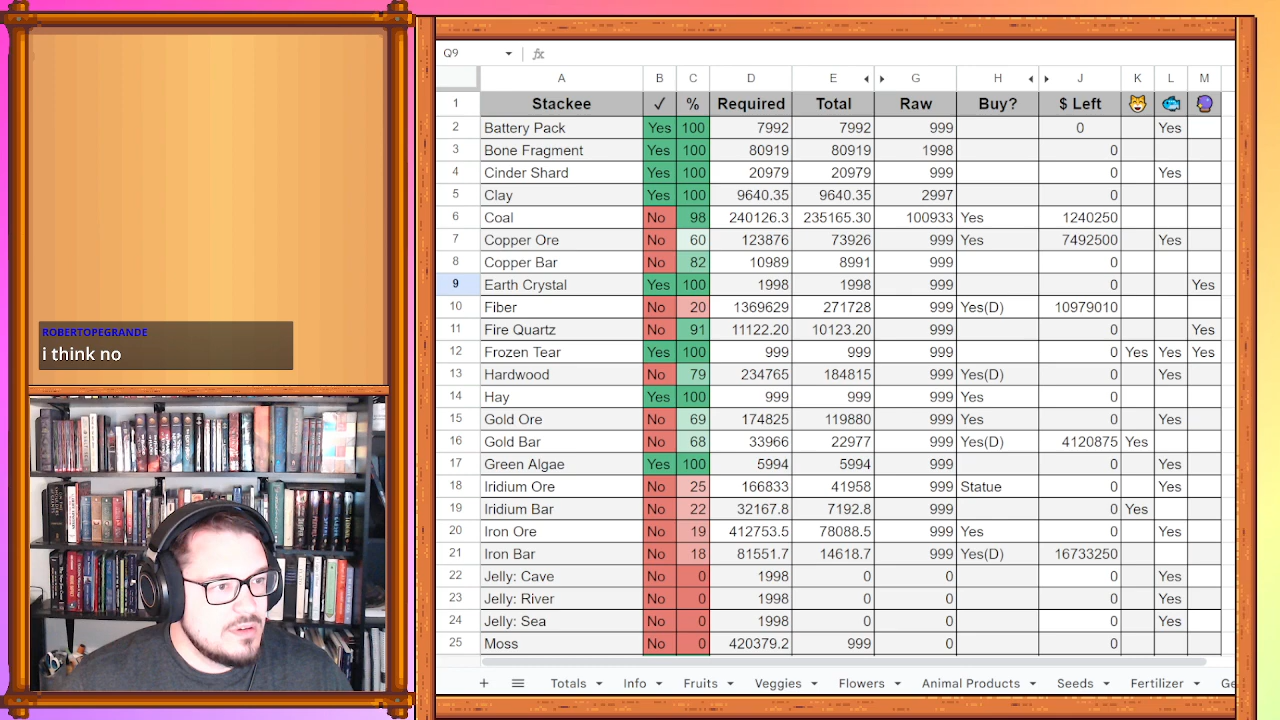 ROBERTOPEGRANDE
i think no
Q9 fx
A B C D E G H J K L M
1 Stackee ✓ % Required Total Raw Buy? $ Left
2 Battery Pack Yes 100 7992 7992 999 0 Yes
3 Bone Fragment Yes 100 80919 80919 1998 0
4 Cinder Shard Yes 100 20979 20979 999 0 Yes
5 Clay Yes 100 9640.35 9640.35 2997 0
6 Coal No 98 240126.3 235165.30 100933 Yes 1240250
7 Copper Ore No 60 123876 73926 999 Yes 7492500 Yes
8 Copper Bar No 82 10989 8991 999 0
9 Earth Crystal Yes 100 1998 1998 999 0 Yes
10 Fiber No 20 1369629 271728 999 Yes(D) 10979010
11 Fire Quartz No 91 11122.20 10123.20 999 0 Yes
12 Frozen Tear Yes 100 999 999 999 0 Yes Yes Yes
13 Hardwood No 79 234765 184815 999 Yes(D) 0 Yes
14 Hay Yes 100 999 999 999 Yes 0
15 Gold Ore No 69 174825 119880 999 Yes 0 Yes
16 Gold Bar No 68 33966 22977 999 Yes(D) 4120875 Yes
17 Green Algae Yes 100 5994 5994 999 0 Yes
18 Iridium Ore No 25 166833 41958 999 Statue 0 Yes
19 Iridium Bar No 22 32167.8 7192.8 999 0 Yes
20 Iron Ore No 19 412753.5 78088.5 999 Yes 0 Yes
21 Iron Bar No 18 81551.7 14618.7 999 Yes(D) 16733250
22 Jelly: Cave No 0 1998 0 0 0 Yes
23 Jelly: River No 0 1998 0 0 0 Yes
24 Jelly: Sea No 0 1998 0 0 0 Yes
25 Moss No 0 420379.2 999 0 0
+ Totals Info Fruits Veggies Flowers Animal Products Seeds Fertilizer